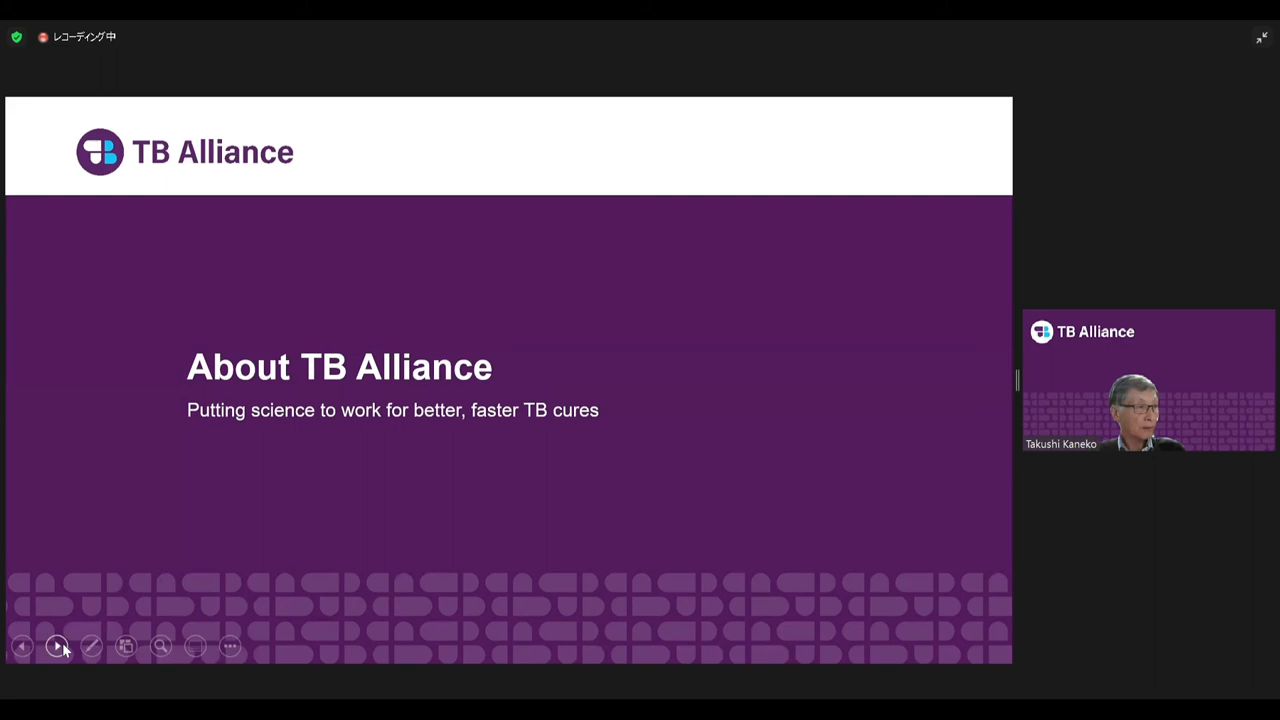 レコーディング中
TB Alliance
About TB Alliance
Putting science to work for better, faster TB cures
TB Alliance
Takushi Kaneko